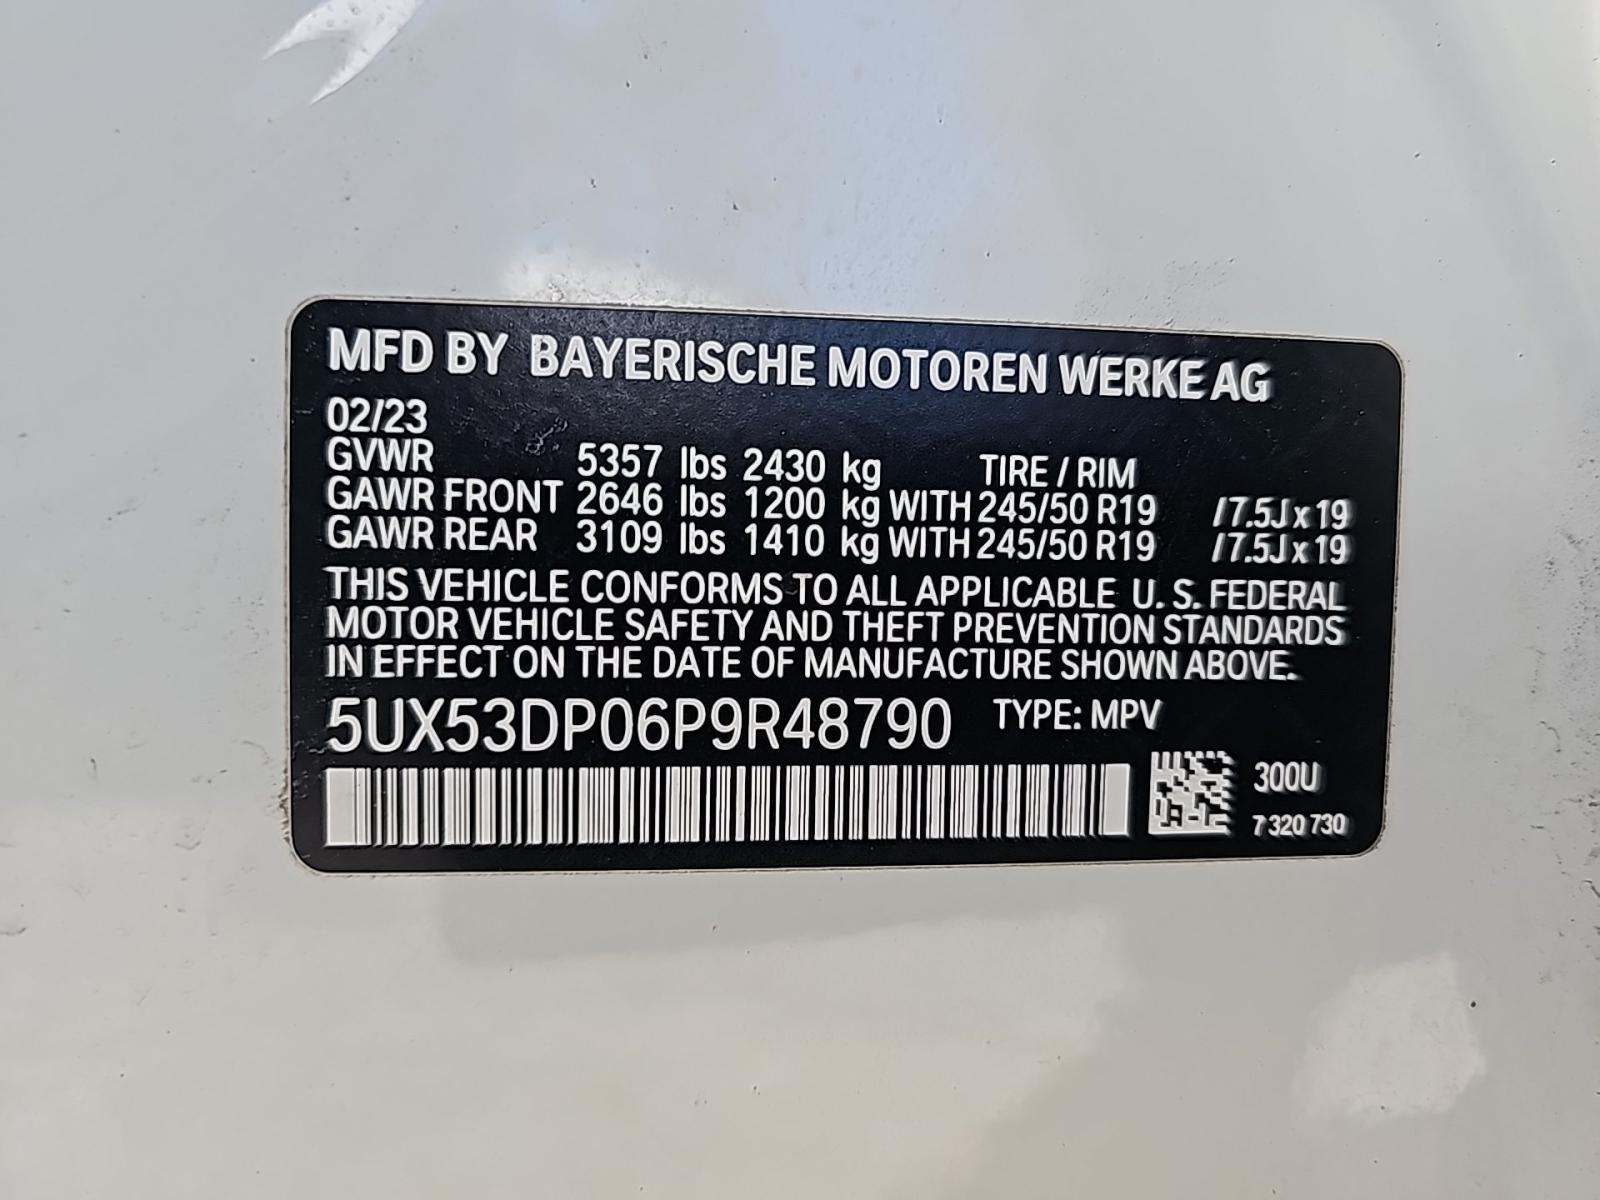 MFD BY BAYERISCHE MOTOREN WERKE AG
02/23
GVWR 5357 lbs 2430 kg TIRE / RIM
GAWR FRONT 2646 lbs 1200 kg WITH 245/50 R19 / 7.5J x 19
GAWR REAR 3109 lbs 1410 kg WITH 245/50 R19 / 7.5J x 19
THIS VEHICLE CONFORMS TO ALL APPLICABLE U. S. FEDERAL
MOTOR VEHICLE SAFETY AND THEFT PREVENTION STANDARDS
IN EFFECT ON THE DATE OF MANUFACTURE SHOWN ABOVE.
5UX53DP06P9R48790 TYPE: MPV
300U
7 320 730